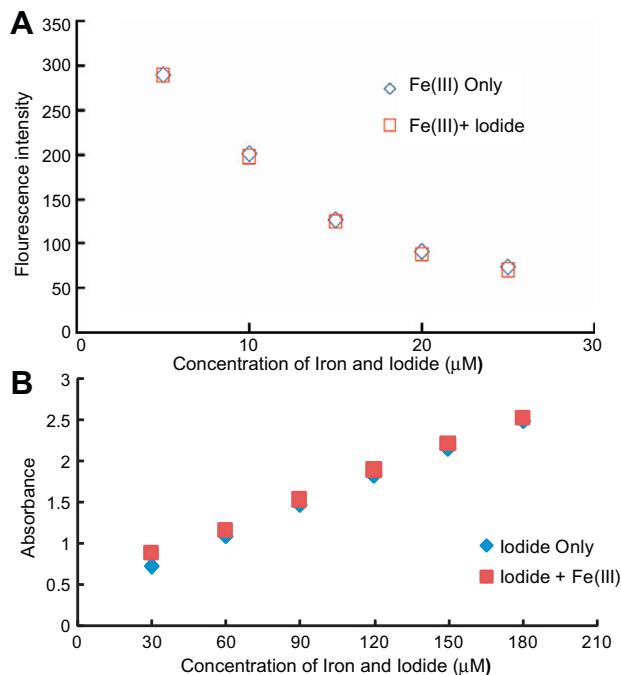 A
350
300
250
200
150
100
50
0
Flourescence intensity
Fe(III) Only
Fe(III)+ Iodide
0 10 20 30
Concentration of Iron and Iodide (μM)
B
3
2.5
2
1.5
1
0.5
0
Absorbance
Iodide Only
Iodide + Fe(III)
0 30 60 90 120 150 180 210
Concentration of Iron and Iodide (μM)